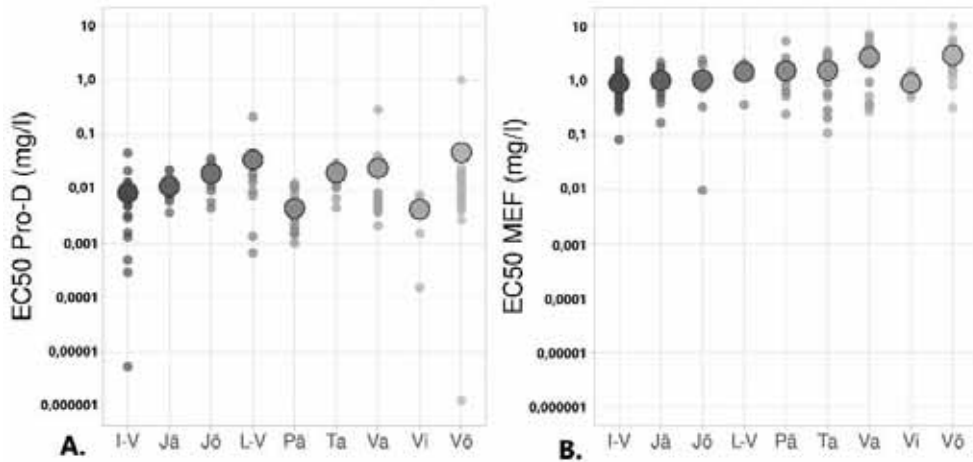 EC50 Pro-D (mg/l)
10
1,0
0,1
0,01
0,001
0,0001
0,00001
0,000001
I-V Jä Jõ L-V Pä Ta Va Vi Võ
A.
EC50 MEF (mg/l)
10
1,0
0,1
0,01
0,001
0,0001
0,00001
0,000001
I-V Jä Jõ L-V Pä Ta Va Vi Võ
B.